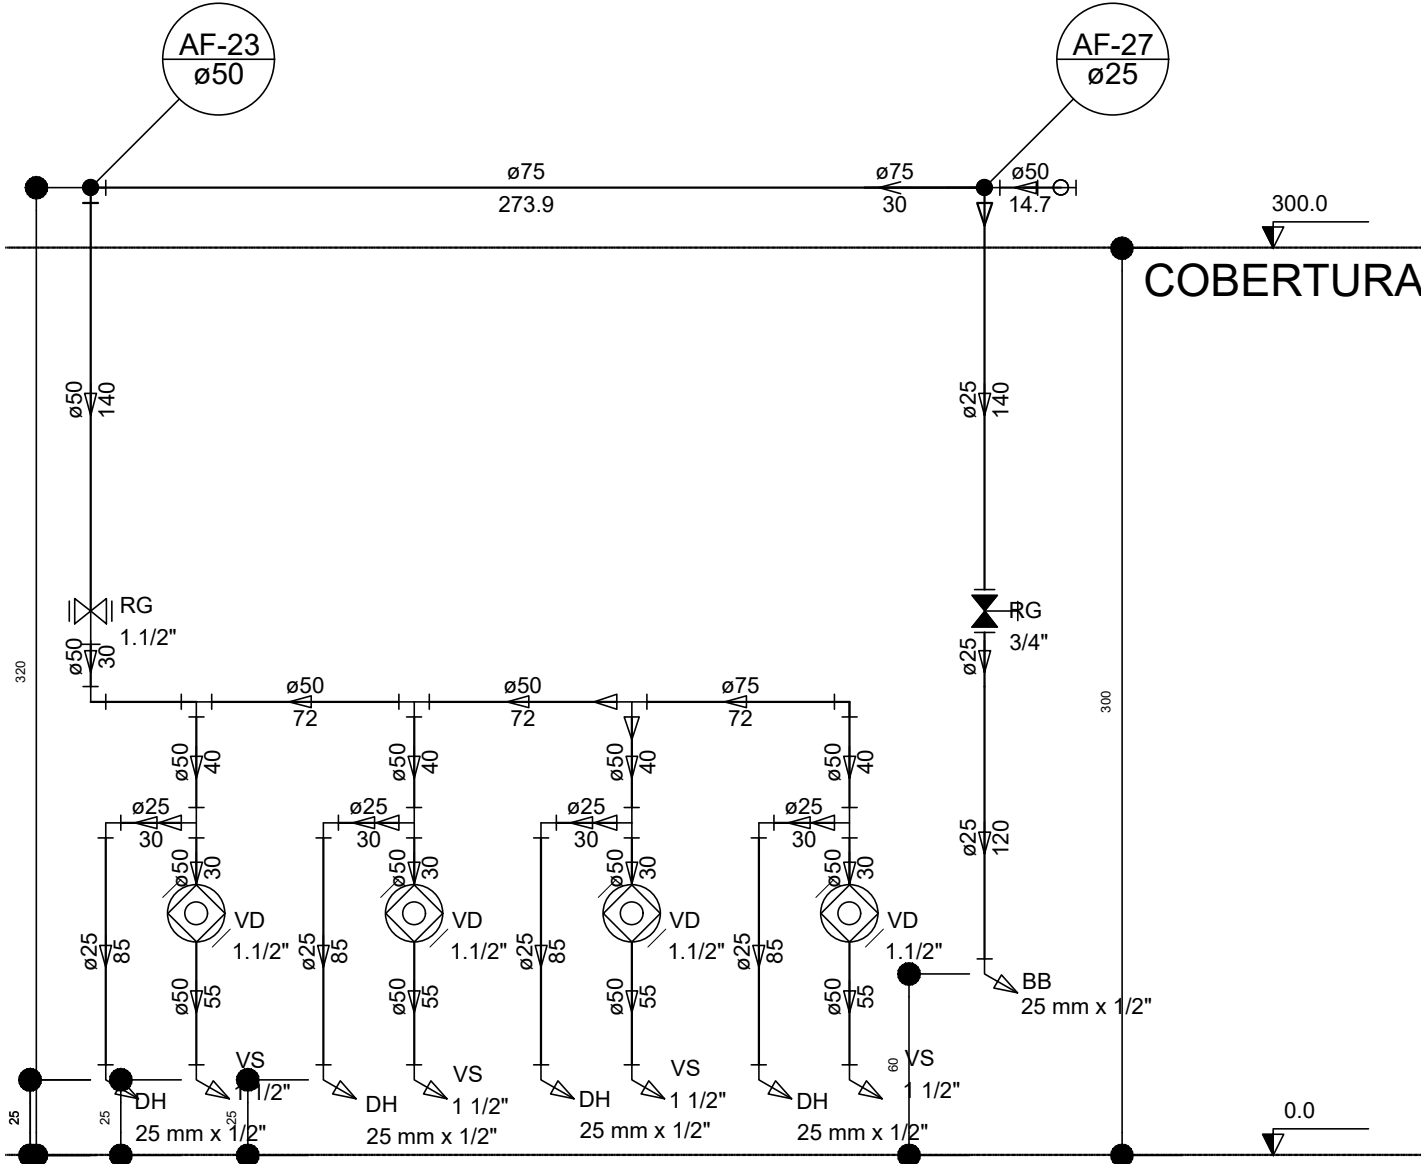 AF-23
ø50
AF-27
ø25
ø75
273.9
ø75
30
ø50
14.7
300.0
COBERTURA
ø50
140
ø25
140
RG
1.1/2"
ø50
30
RG
3/4"
ø25
320
300
ø50
72
ø50
72
ø75
72
ø50
40
ø50
40
ø50
40
ø50
40
ø25
30
ø25
30
ø25
30
ø25
30
ø25
120
ø50
30
ø50
30
ø50
30
ø50
30
VD
1.1/2"
VD
1.1/2"
VD
1.1/2"
VD
1.1/2"
ø25
85
ø25
85
ø25
85
ø25
85
ø50
55
ø50
55
ø50
55
ø50
55
BB
25 mm x 1/2"
60
VS
1 1/2"
VS
1 1/2"
VS
1 1/2"
VS
1 1/2"
DH
25 mm x 1/2"
DH
25 mm x 1/2"
DH
25 mm x 1/2"
DH
25 mm x 1/2"
25
25
25
0.0